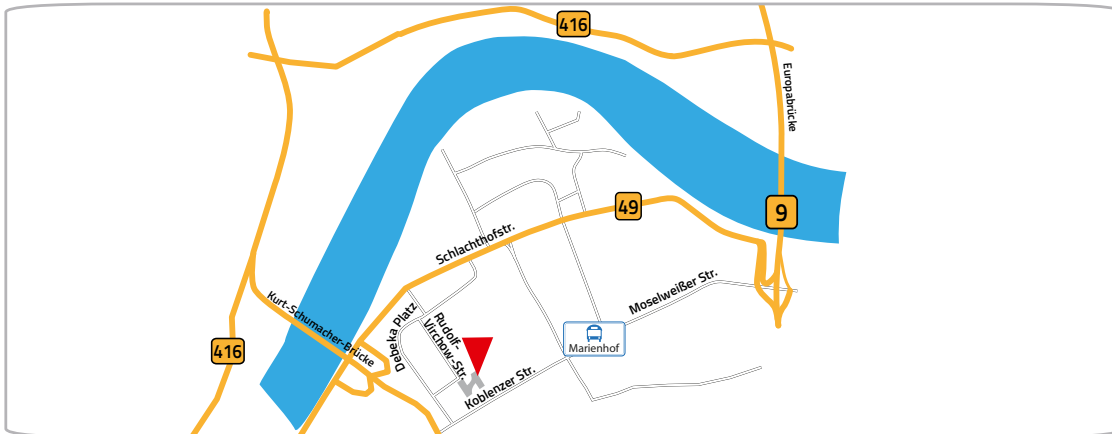 416
Europabrücke
9
49
Schlachthofstr.
Moselweißer Str.
Kurt-Schumacher-Brücke
Debeka Platz
Rudolf-
Virchow-Str.
Marienhof
416
Koblenzer Str.